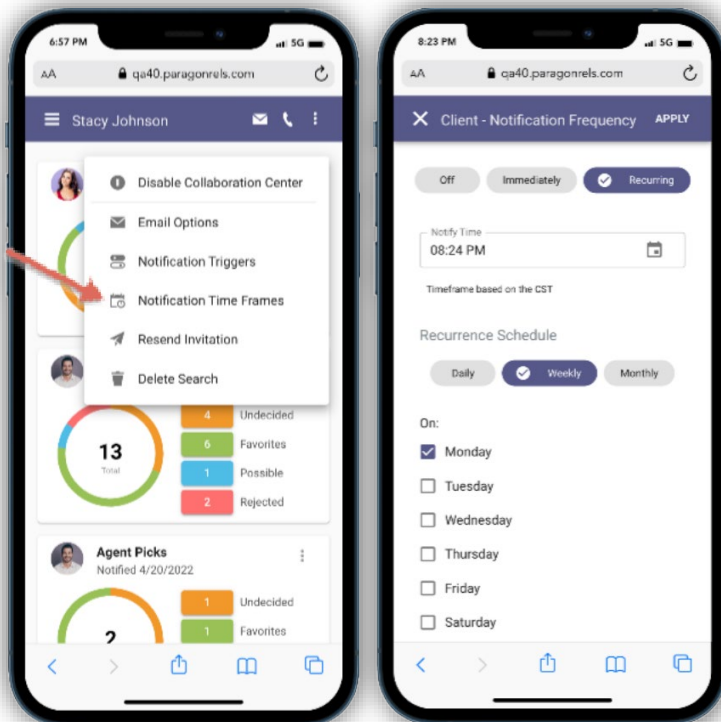 6:57 PM
5G
AA
qa40.paragonrels.com
Stacy Johnson
Disable Collaboration Center
Email Options
Notification Triggers
Notification Time Frames
Resend Invitation
Delete Search
13
Total
4 Undecided
6 Favorites
1 Possible
2 Rejected
Agent Picks
Notified 4/20/2022
2
1 Undecided
1 Favorites
8:23 PM
5G
AA
qa40.paragonrels.com
Client - Notification Frequency APPLY
Off Immediately Recurring
Notify Time
08:24 PM
Timeframe based on the CST
Recurrence Schedule
Daily Weekly Monthly
On:
Monday
Tuesday
Wednesday
Thursday
Friday
Saturday